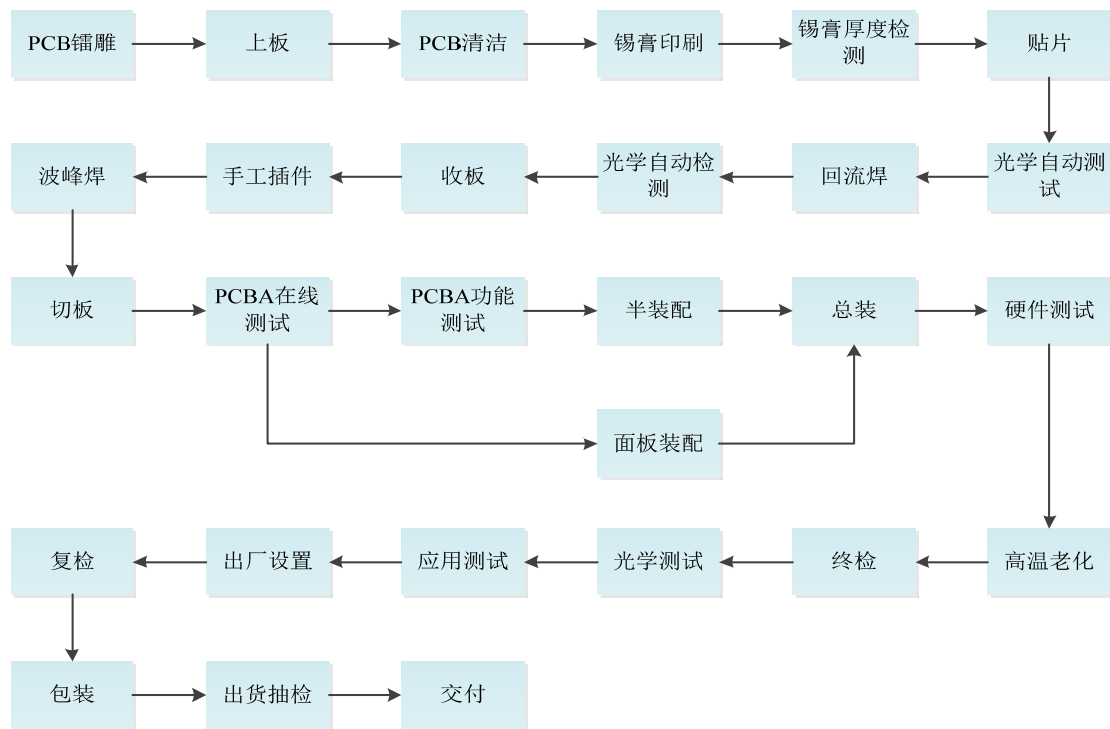 PCB镭雕
上板
PCB清洁
锡膏印刷
锡膏厚度检
测
贴片
光学自动测
试
回流焊
光学自动检
测
收板
手工插件
波峰焊
切板
PCBA在线
测试
PCBA功能
测试
半装配
总装
硬件测试
面板装配
高温老化
终检
光学测试
应用测试
出厂设置
复检
包装
出货抽检
交付